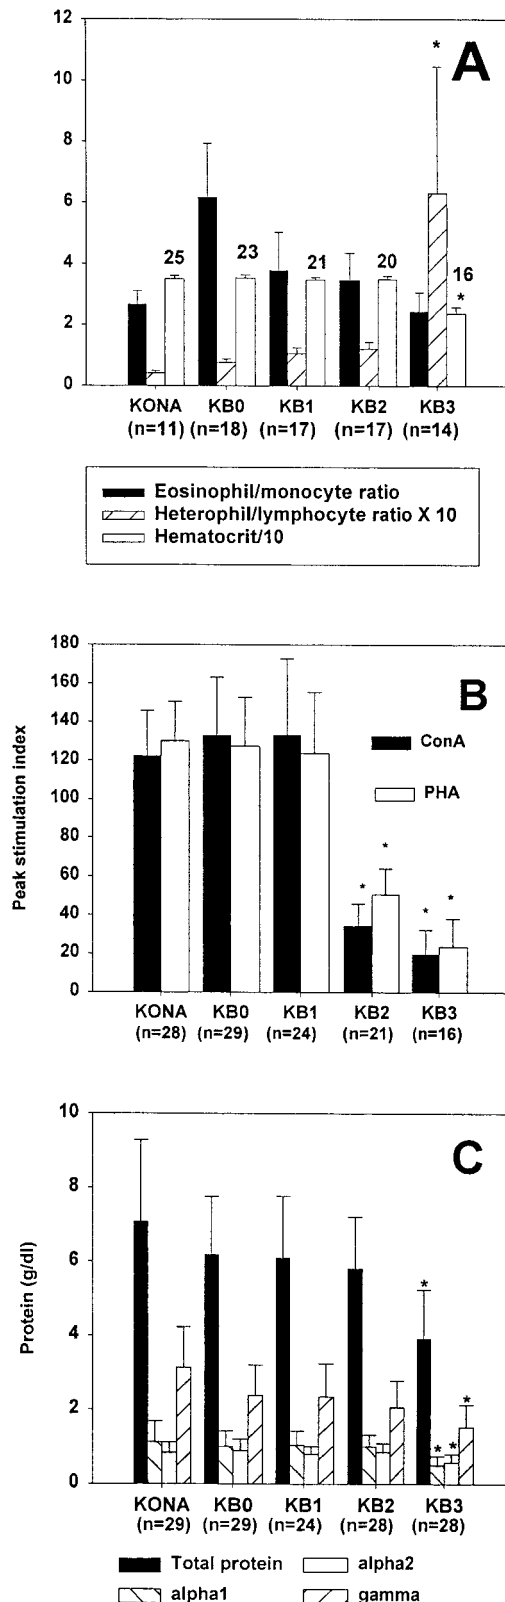 12
A
*
10
8
6
25
23
21
20
16
4
*
2
0
KONA KB0 KB1 KB2 KB3
(n=11) (n=18) (n=17) (n=17) (n=14)
Eosinophil/monocyte ratio
Heterophil/lymphocyte ratio X 10
Hematocrit/10
180
160
B
140
ConA
120
100
PHA
80
*
60
*
40
* *
20
0
Peak stimulation index
KONA KB0 KB1 KB2 KB3
(n=28) (n=29) (n=24) (n=21) (n=16)
10
C
8
6
*
4
2
*
* *
0
Protein (g/dl)
KONA KB0 KB1 KB2 KB3
(n=29) (n=29) (n=24) (n=28) (n=28)
Total protein alpha2
alpha1 gamma